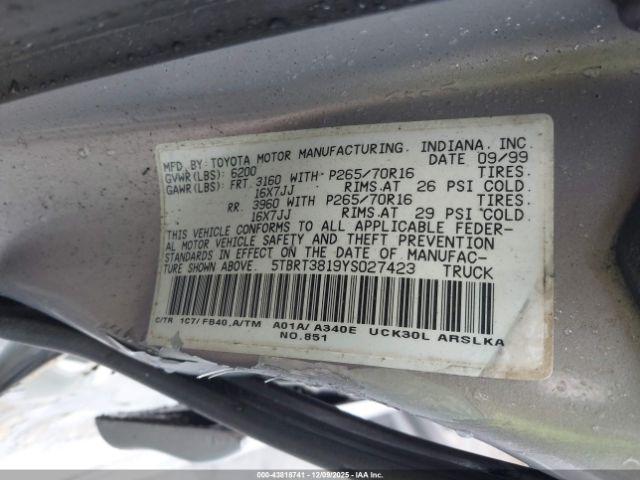 MFD. BY: TOYOTA MOTOR MANUFACTURING, INDIANA, INC.
GVWR(LBS): 6200 DATE 09/99
GAWR(LBS): FRT. 3160 WITH P265/70R16 TIRES.
16X7JJ RIMS.AT 26 PSI COLD.
RR. 3960 WITH P265/70R16 TIRES.
16X7JJ RIMS.AT 29 PSI COLD.
THIS VEHICLE CONFORMS TO ALL APPLICABLE FEDER-
AL MOTOR VEHICLE SAFETY AND THEFT PREVENTION
STANDARDS IN EFFECT ON THE DATE OF MANUFAC-
TURE SHOWN ABOVE. 5TBRT3819YS027423 TRUCK
C/TR 1C7/ FB40.A/TM A01A/ A340E UCK30L ARSLKA
NO.851
000-43818741 - 12/09/2025 - Copyright IAA, LLC.